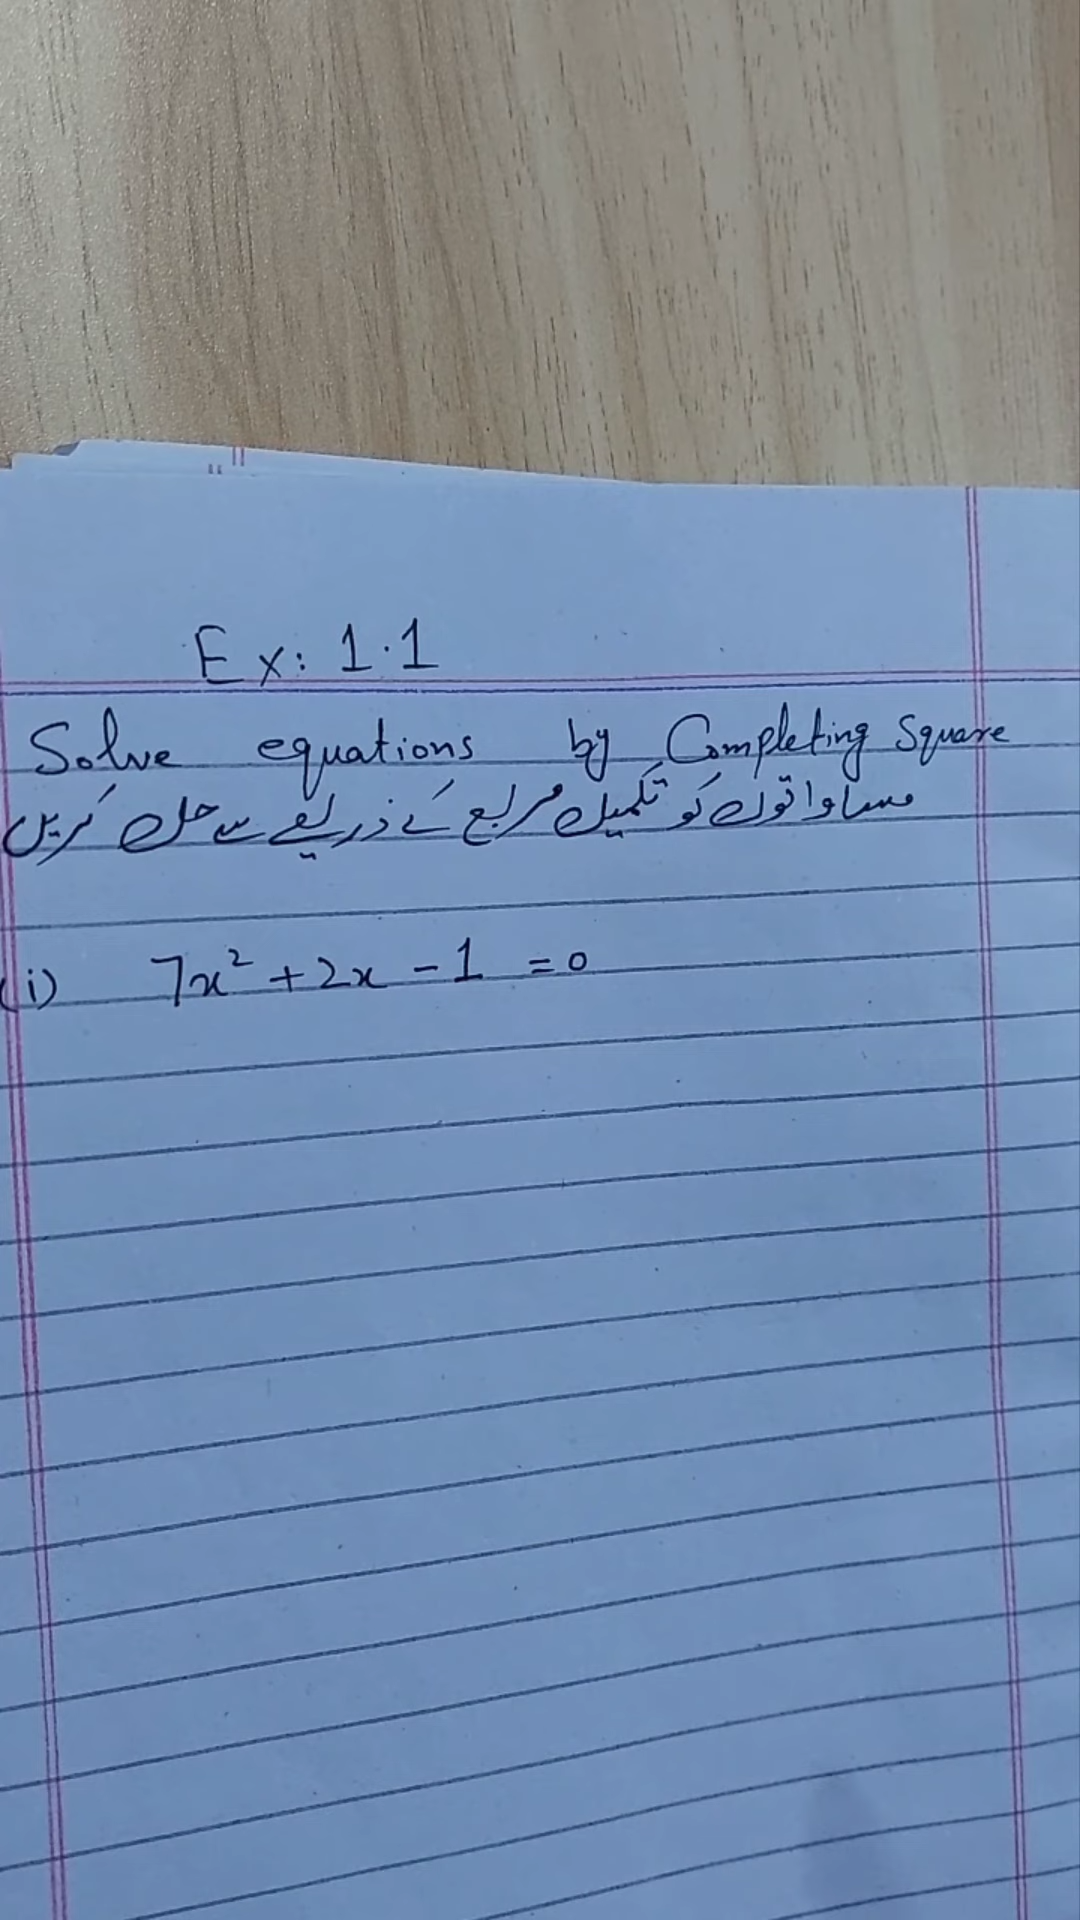 Ex: 1.1
Solve equations by Completing Square
مساواتوں کو تکمیل مربع کے ذریعے سے حل کریں
(i) 7x² + 2x - 1 = 0